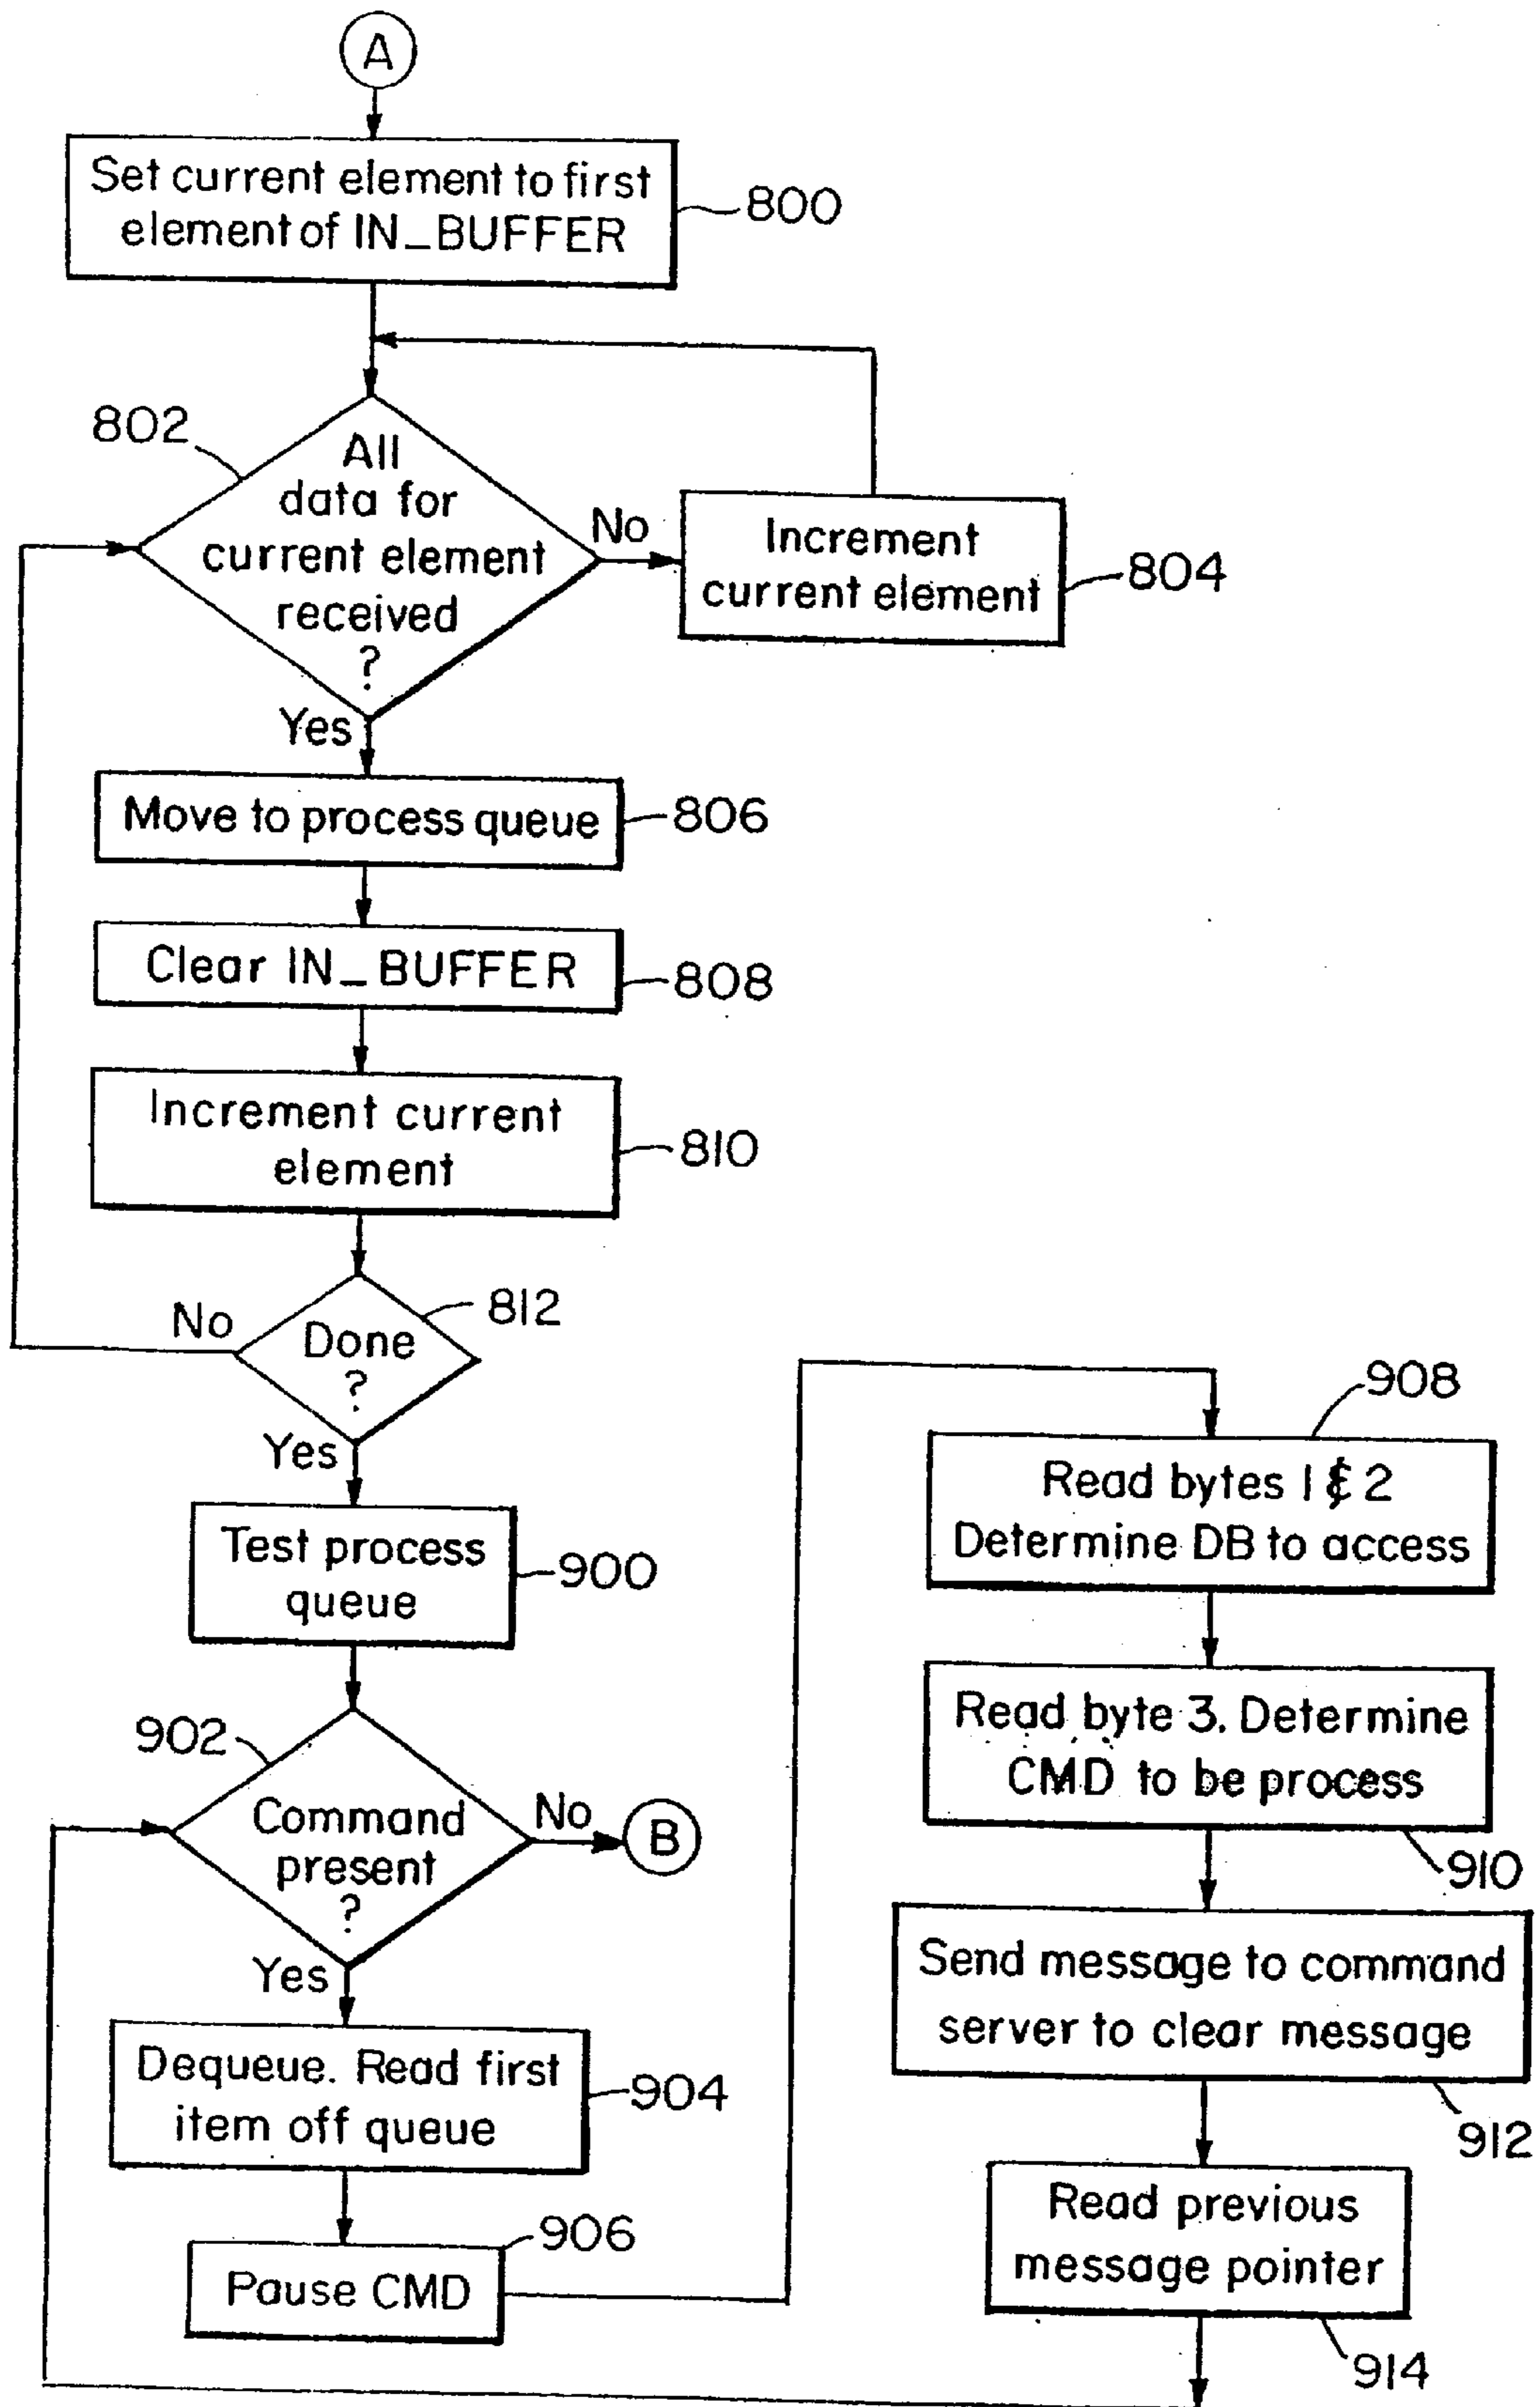 A
Set current element to first
element of IN_BUFFER
800
802
All
data for
current element
received
?
No
Increment
current element
804
Yes
Move to process queue
806
Clear IN_BUFFER
808
Increment current
element
810
812
No
Done
?
Yes
Test process
queue
900
902
Command
present
?
No
B
Yes
Dequeue. Read first
item off queue
904
906
Pause CMD
908
Read bytes 1 & 2
Determine DB to access
Read byte 3. Determine
CMD to be process
910
Send message to command
server to clear message
912
Read previous
message pointer
914